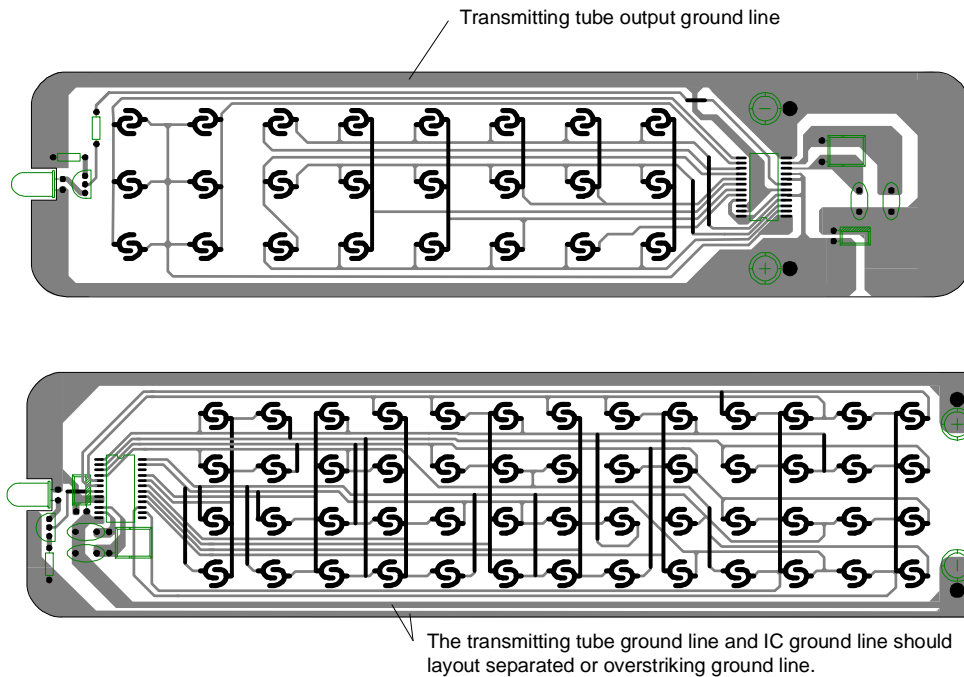 Transmitting tube output ground line
The transmitting tube ground line and IC ground line should
layout separated or overstriking ground line.